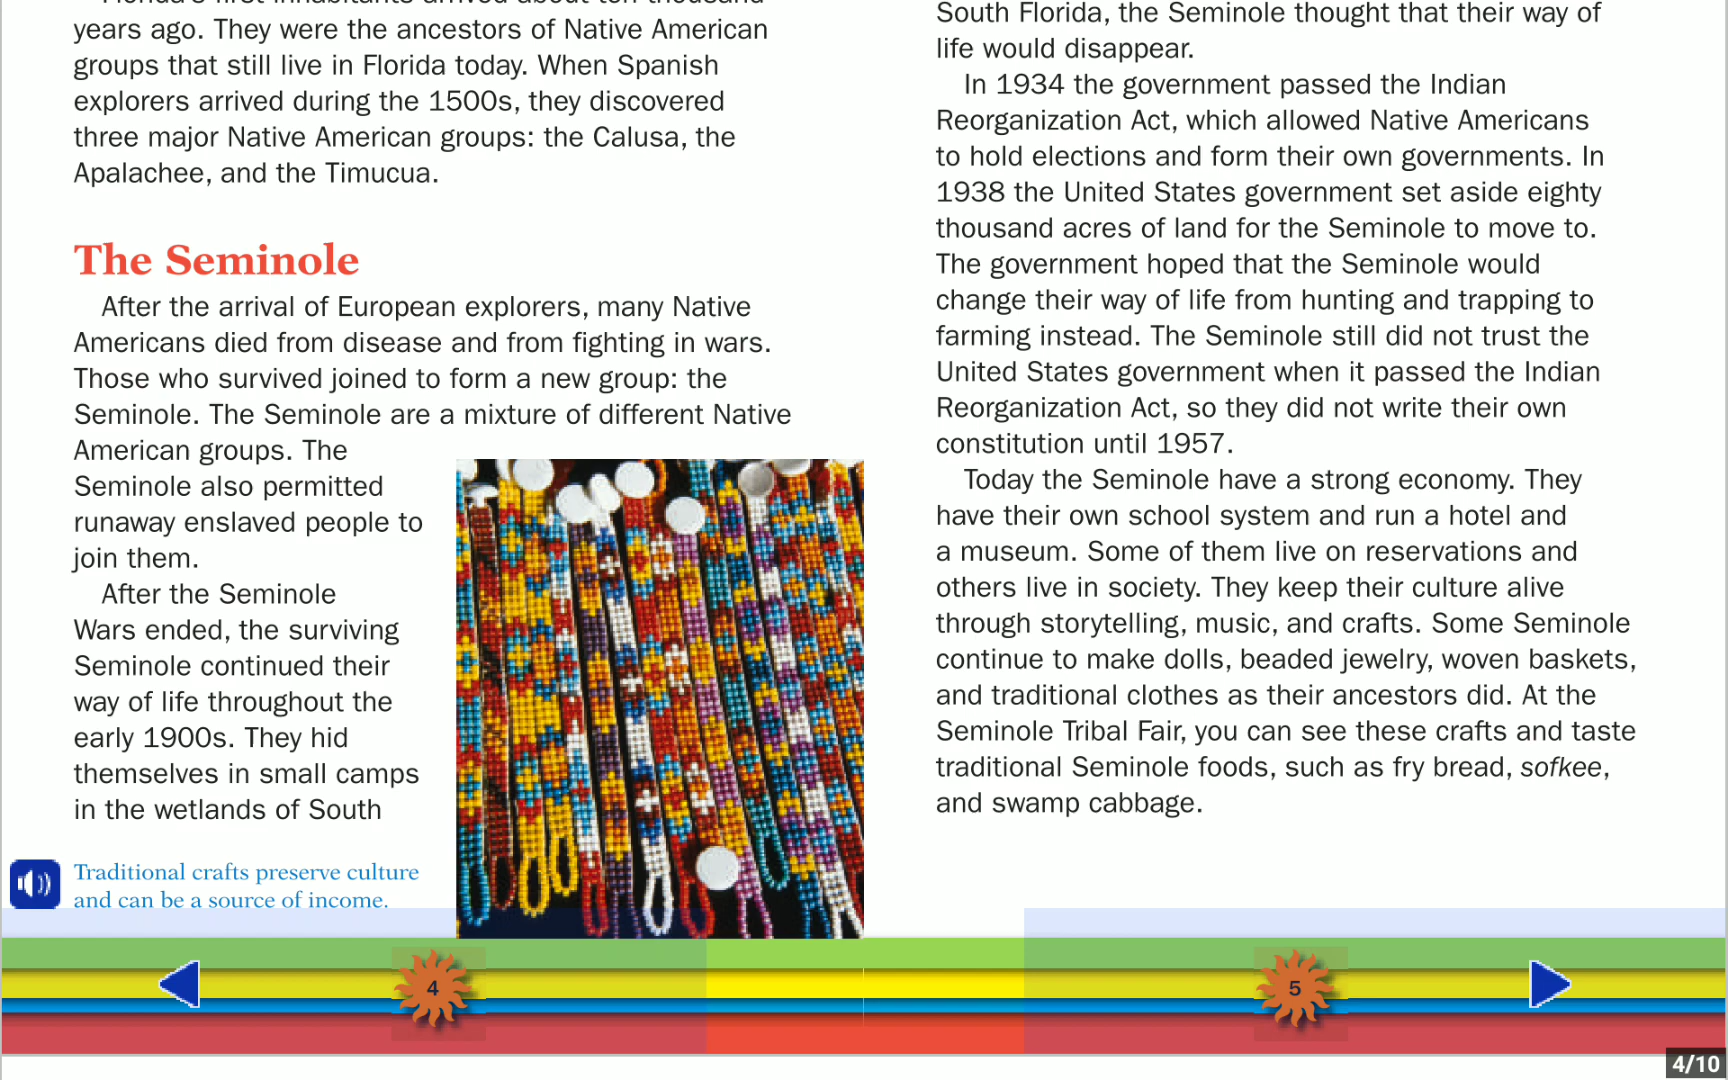 Florida's first inhabitants arrived about ten thousand
years ago. They were the ancestors of Native American
groups that still live in Florida today. When Spanish
explorers arrived during the 1500s, they discovered
three major Native American groups: the Calusa, the
Apalachee, and the Timucua.
The Seminole
After the arrival of European explorers, many Native
Americans died from disease and from fighting in wars.
Those who survived joined to form a new group: the
Seminole. The Seminole are a mixture of different Native
American groups. The
Seminole also permitted
runaway enslaved people to
join them.
After the Seminole
Wars ended, the surviving
Seminole continued their
way of life throughout the
early 1900s. They hid
themselves in small camps
in the wetlands of South
Traditional crafts preserve culture
and can be a source of income.
4
South Florida, the Seminole thought that their way of
life would disappear.
In 1934 the government passed the Indian
Reorganization Act, which allowed Native Americans
to hold elections and form their own governments. In
1938 the United States government set aside eighty
thousand acres of land for the Seminole to move to.
The government hoped that the Seminole would
change their way of life from hunting and trapping to
farming instead. The Seminole still did not trust the
United States government when it passed the Indian
Reorganization Act, so they did not write their own
constitution until 1957.
Today the Seminole have a strong economy. They
have their own school system and run a hotel and
a museum. Some of them live on reservations and
others live in society. They keep their culture alive
through storytelling, music, and crafts. Some Seminole
continue to make dolls, beaded jewelry, woven baskets,
and traditional clothes as their ancestors did. At the
Seminole Tribal Fair, you can see these crafts and taste
traditional Seminole foods, such as fry bread, sofkee,
and swamp cabbage.
5
4/10